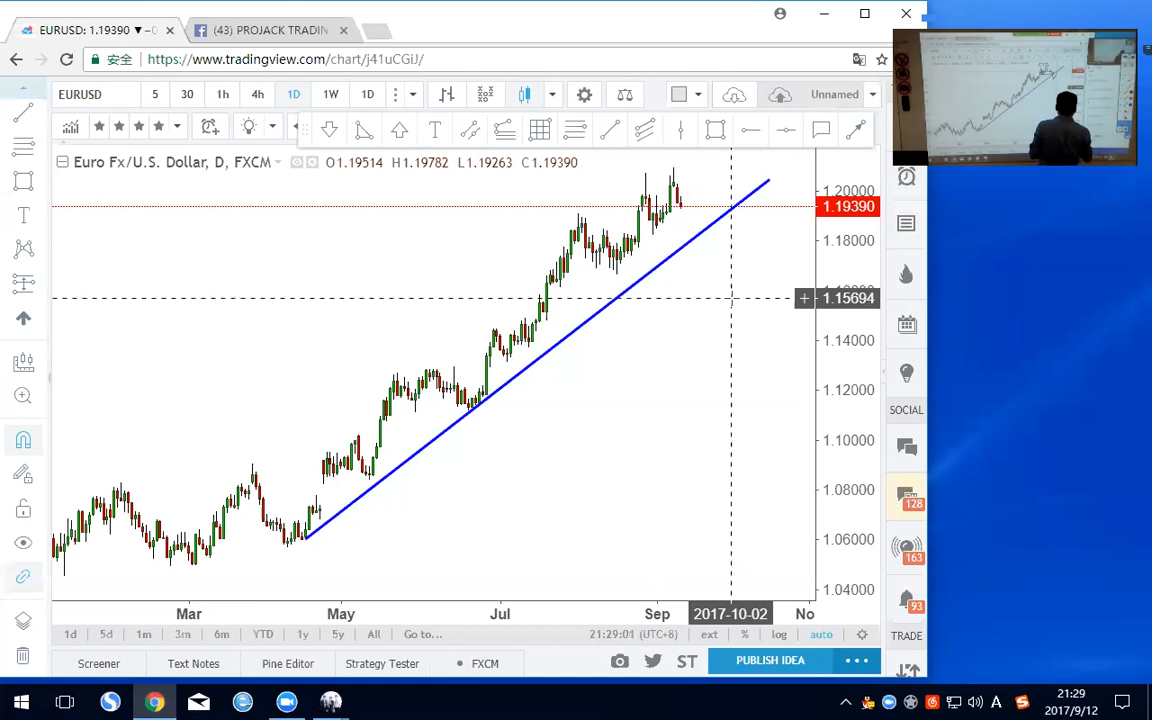 EURUSD: 1.19390 ▼ −0
(43) PROJACK TRADIN
安全
https://www.tradingview.com/chart/j41uCGiJ/
EURUSD 5 30 1h 4h 1D 1W 1D Unnamed
T
Euro Fx/U.S. Dollar, D, FXCM O1.19514 H1.19782 L1.19263 C1.19390
1.20000
1.19390
1.18000
1.15694
1.14000
1.12000
1.10000
1.08000
1.06000
1.04000
SOCIAL
128
163
93
TRADE
Mar May Jul Sep 2017-10-02 No
1d 5d 1m 3m 6m YTD 1y 5y All Go to... 21:29:01 (UTC+8) ext % log auto
Screener Text Notes Pine Editor Strategy Tester FXCM ST PUBLISH IDEA
A
21:29
2017/9/12